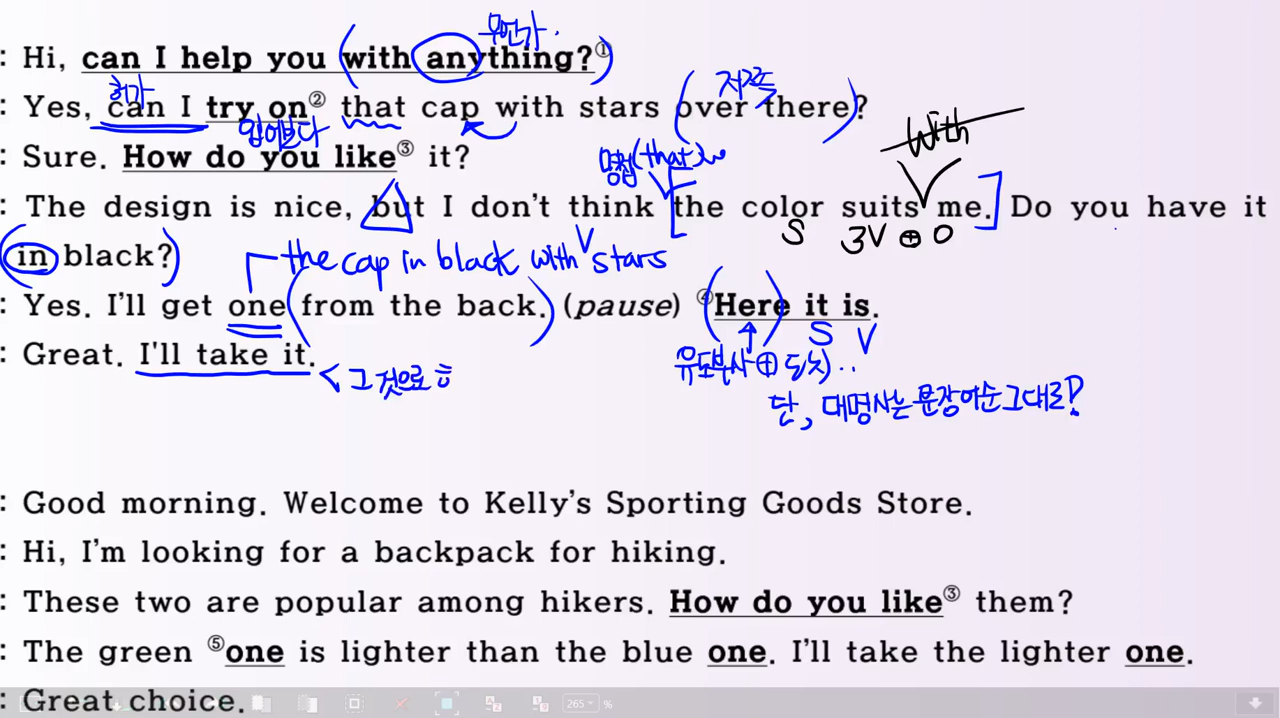 무언가.
: Hi, can I help you (with anything?①)
허가
저쪽
: Yes, can I try on② that cap with stars (over there)?
입어보다
With
: Sure. How do you like③ it?
명접(that)
: The design is nice, but I don't think [the color suits me.] Do you have it
S 3V ⊕ O
(in black?)
the cap in black with stars
: Yes. I'll get one (from the back.) (pause) ④(Here) it is.
S V
: Great. I'll take it.
유도부사 ⊕ 도치..
< 그것으로
단, 대명사는 문장어순 그대로!
: Good morning. Welcome to Kelly's Sporting Goods Store.
: Hi, I'm looking for a backpack for hiking.
: These two are popular among hikers. How do you like③ them?
: The green ⑤one is lighter than the blue one. I'll take the lighter one.
: Great choice.
265 %